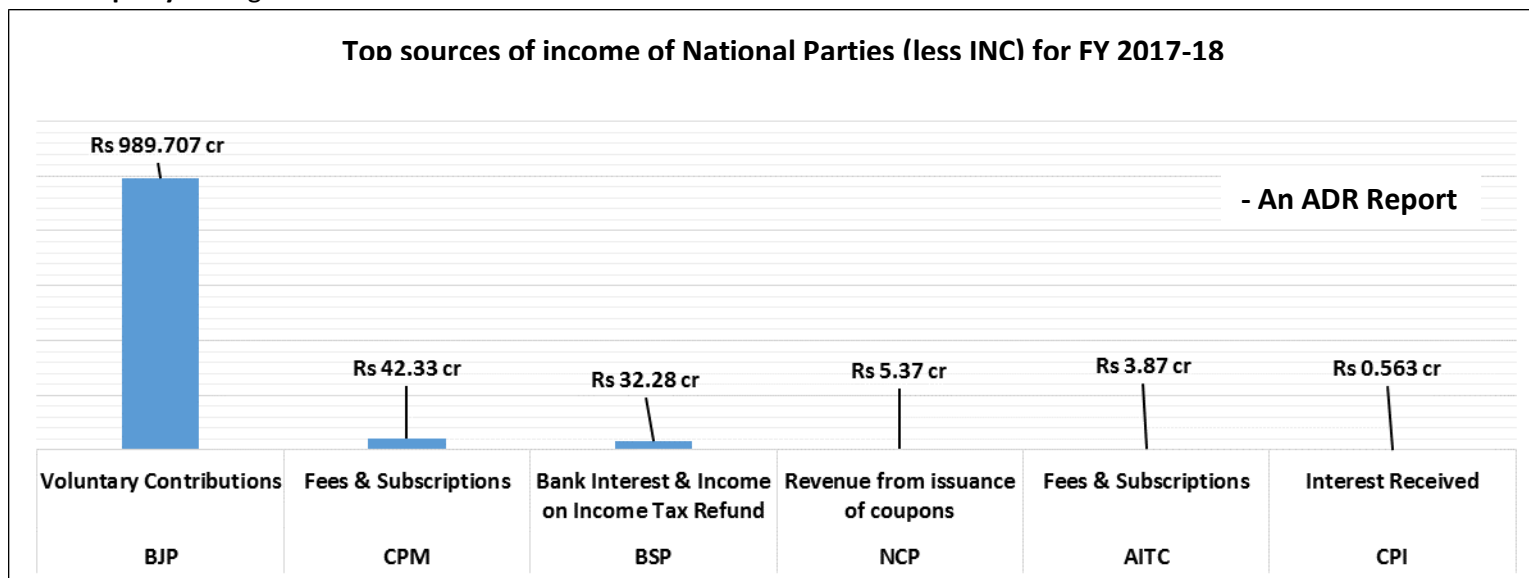 Top sources of income of National Parties (less INC) for FY 2017-18
Rs 989.707 cr
- An ADR Report
Rs 42.33 cr
Rs 32.28 cr
Rs 5.37 cr
Rs 3.87 cr
Rs 0.563 cr
Voluntary Contributions
Fees & Subscriptions
Bank Interest & Income
on Income Tax Refund
Revenue from issuance
of coupons
Fees & Subscriptions
Interest Received
BJP
CPM
BSP
NCP
AITC
CPI